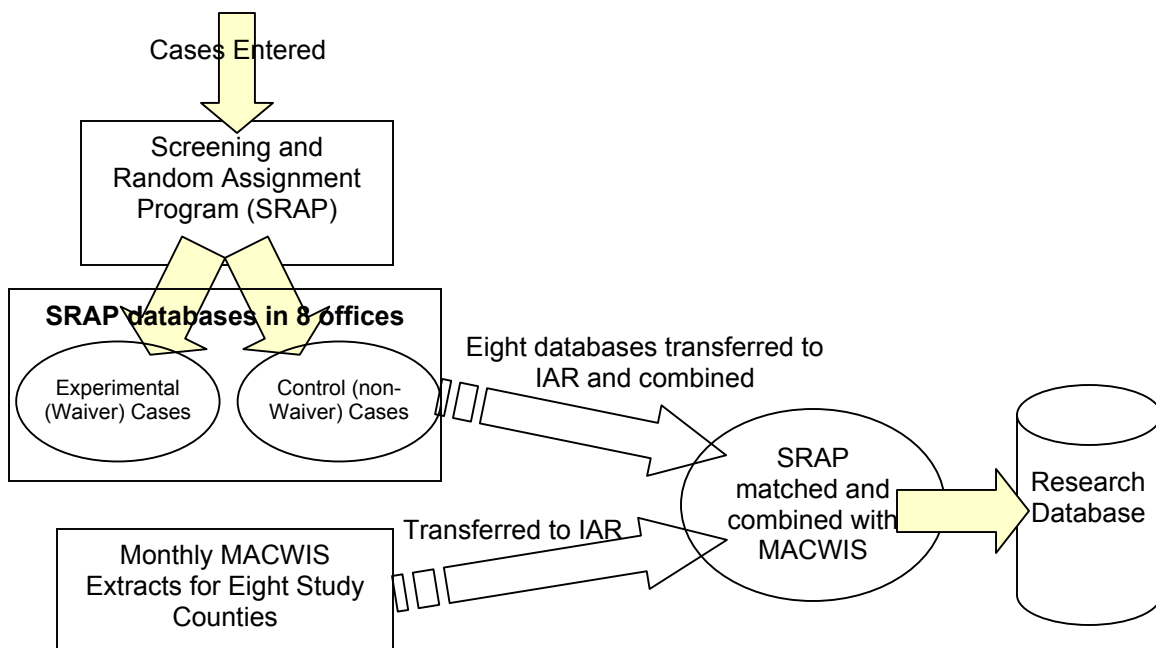 Cases Entered
Screening and
Random Assignment
Program (SRAP)
SRAP databases in 8 offices
Experimental
(Waiver) Cases
Control (non-
Waiver) Cases
Eight databases transferred to
IAR and combined
Transferred to IAR
Monthly MACWIS
Extracts for Eight Study
Counties
SRAP
matched and
combined with
MACWIS
Research
Database